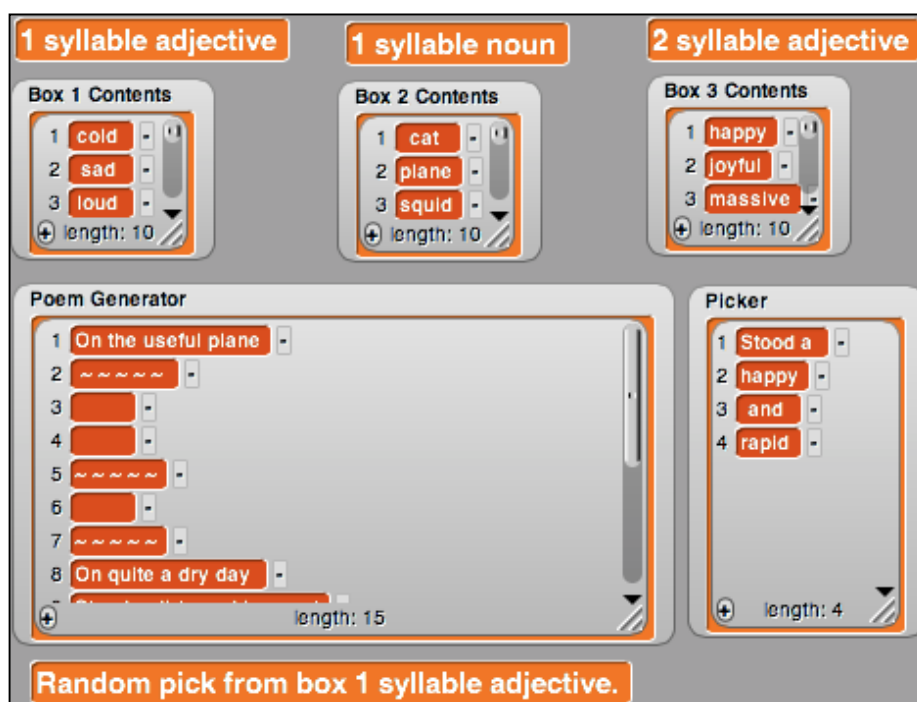 1 syllable adjective
1 syllable noun
2 syllable adjective
Box 1 Contents
1 cold -
2 sad -
3 loud -
+ length: 10
Box 2 Contents
1 cat -
2 plane -
3 squid -
+ length: 10
Box 3 Contents
1 happy -
2 joyful -
3 massive -
+ length: 10
Poem Generator
1 On the useful plane -
2 ~ ~ ~ ~ ~ -
3 -
4 -
5 ~ ~ ~ ~ ~ -
6 -
7 ~ ~ ~ ~ ~ -
8 On quite a dry day -
+ length: 15
Picker
1 Stood a -
2 happy -
3 and -
4 rapid -
+ length: 4
Random pick from box 1 syllable adjective.